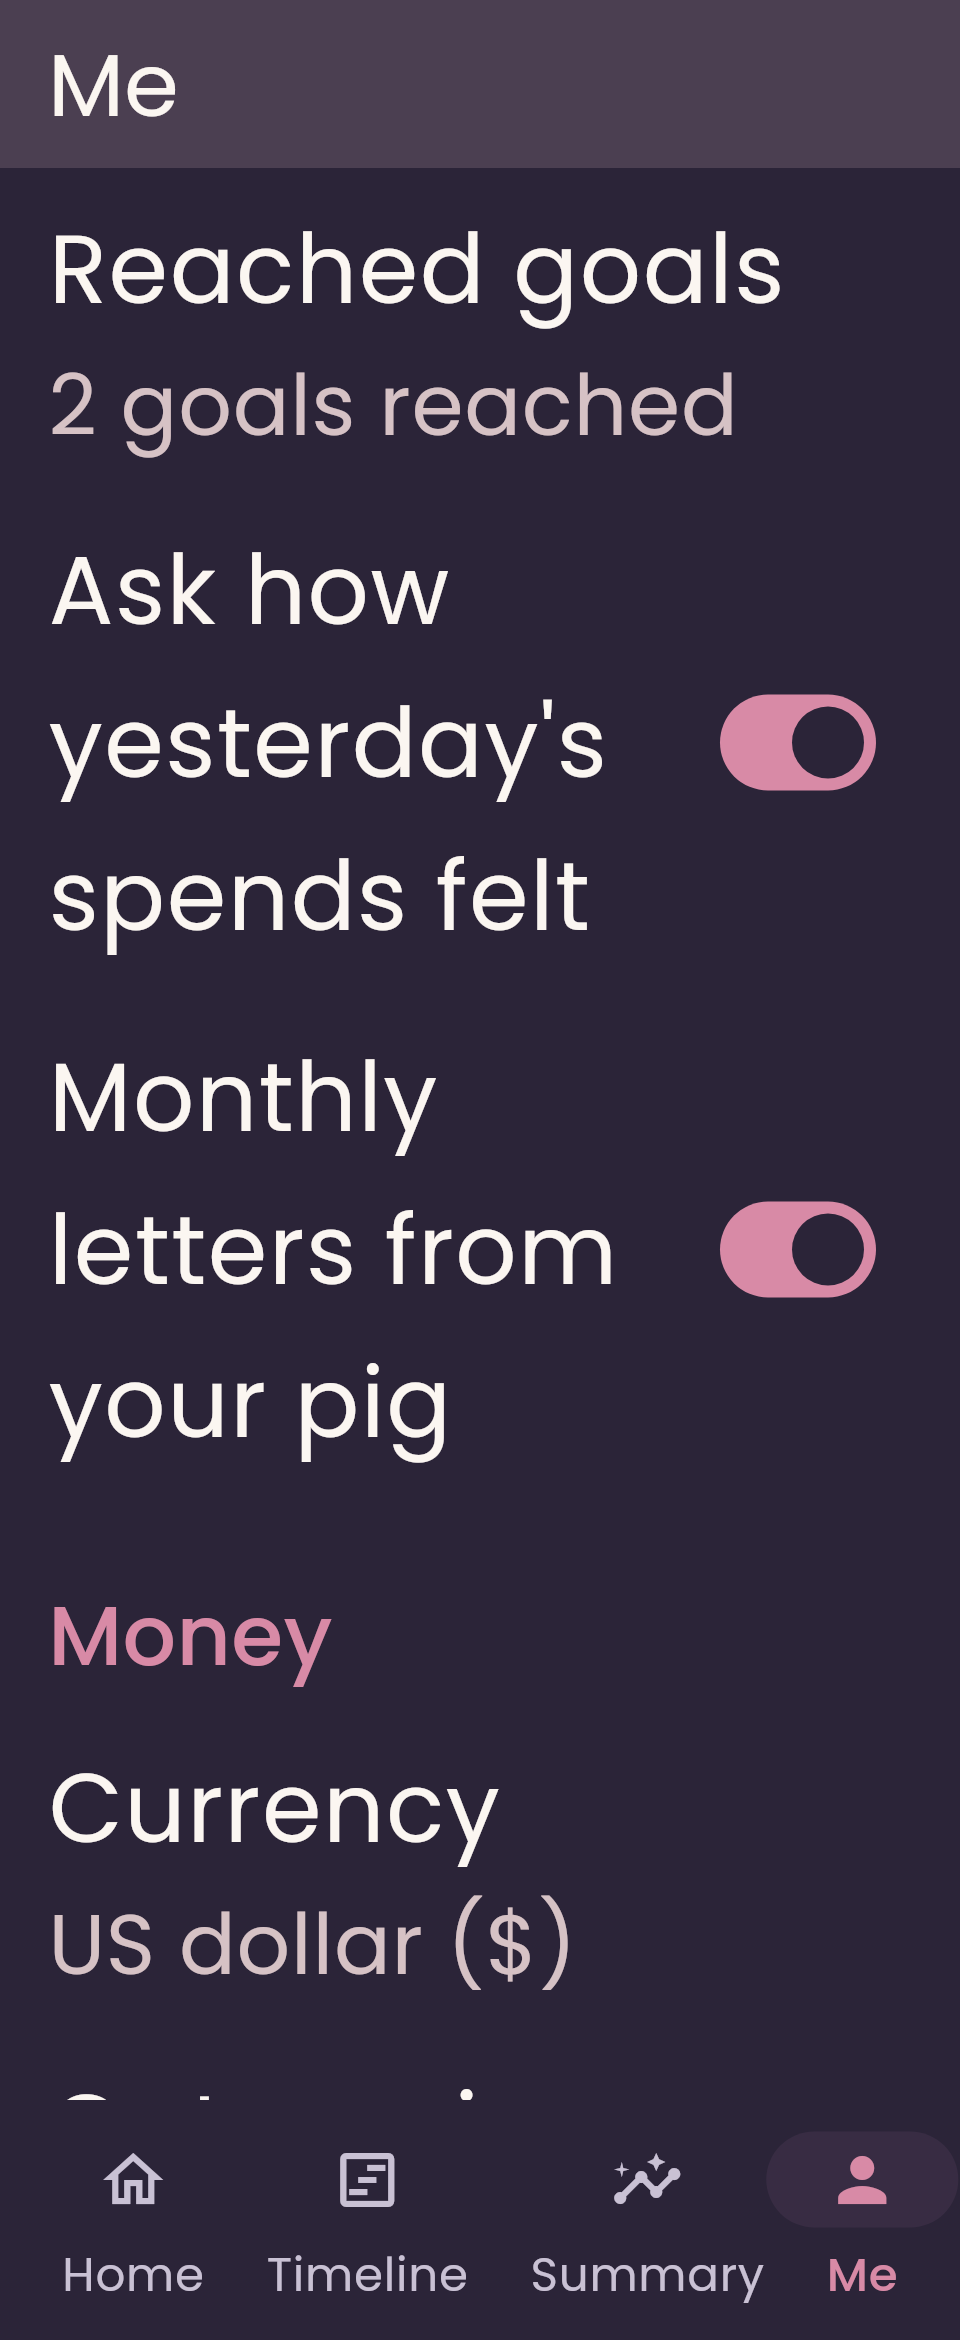 Me
Reached goals
2 goals reached
Ask how
yesterday's
spends felt
Monthly
letters from
your pig
Money
Currency
US dollar ($)
Home
Timeline
Summary
Me